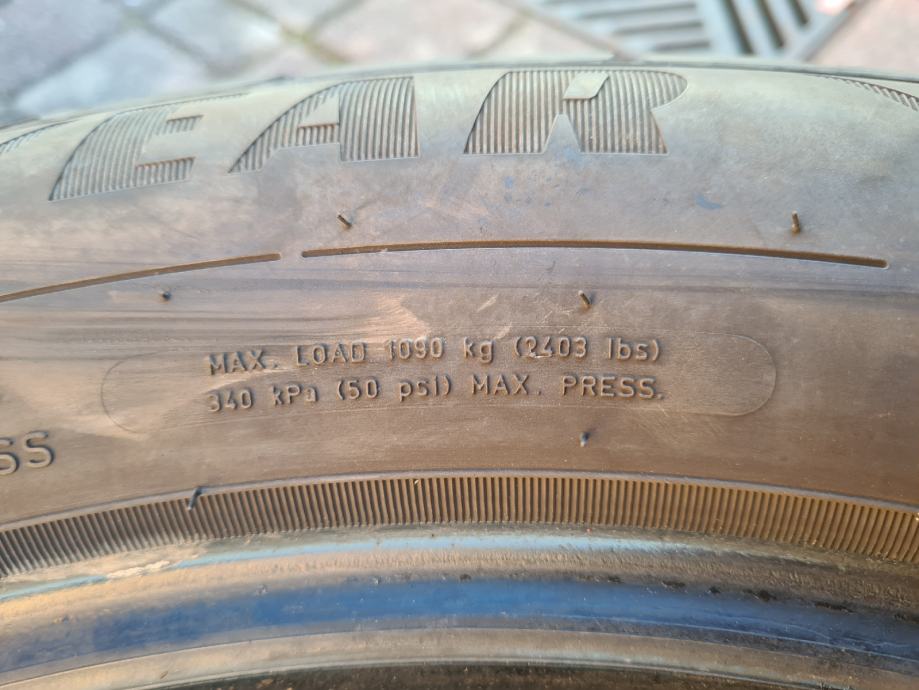 EAR
MAX. LOAD 1090 kg (2403 lbs)
340 kPa (50 psi) MAX. PRESS.
SS